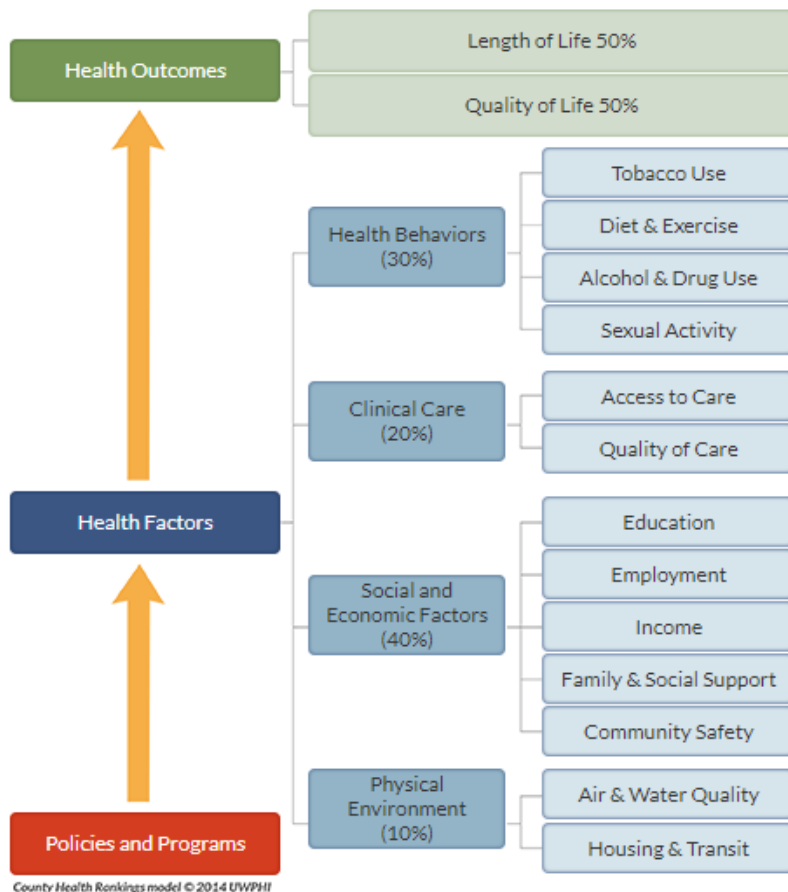 Health Outcomes
Length of Life 50%
Quality of Life 50%
Health Behaviors
(30%)
Tobacco Use
Diet & Exercise
Alcohol & Drug Use
Sexual Activity
Clinical Care
(20%)
Access to Care
Quality of Care
Health Factors
Social and
Economic Factors
(40%)
Education
Employment
Income
Family & Social Support
Community Safety
Physical
Environment
(10%)
Air & Water Quality
Housing & Transit
Policies and Programs
County Health Rankings model © 2014 UWPHI